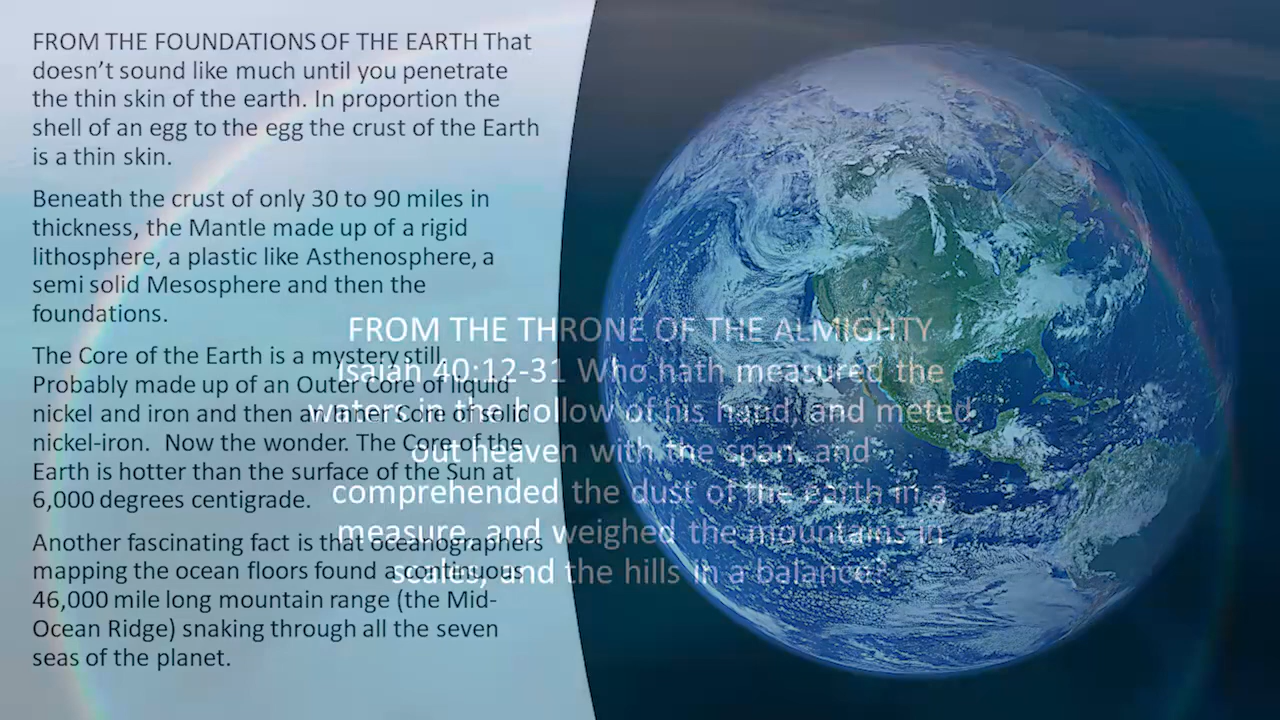 FROM THE FOUNDATIONS OF THE EARTH That
doesn't sound like much until you penetrate
the thin skin of the earth. In proportion the
shell of an egg to the egg the crust of the Earth
is a thin skin.
Beneath the crust of only 30 to 90 miles in
thickness, the Mantle made up of a rigid
lithosphere, a plastic like Asthenosphere, a
semi solid Mesosphere and then the
foundations.
The Core of the Earth is a mystery still.
Probably made up of an Outer Core of liquid
nickel and iron and then an Inner Core of solid
nickel-iron.  Now the wonder. The Core of the
Earth is hotter than the surface of the Sun at
6,000 degrees centigrade.
Another fascinating fact is that oceanographers
mapping the ocean floors found a continuous
46,000 mile long mountain range (the Mid-
Ocean Ridge) snaking through all the seven
seas of the planet.
FROM THE THRONE OF THE ALMIGHTY
Isaiah 40:12-31 Who hath measured the
waters in the hollow of his hand, and meted
out heaven with the span, and
comprehended the dust of the earth in a
measure, and weighed the mountains in
scales, and the hills in a balance?